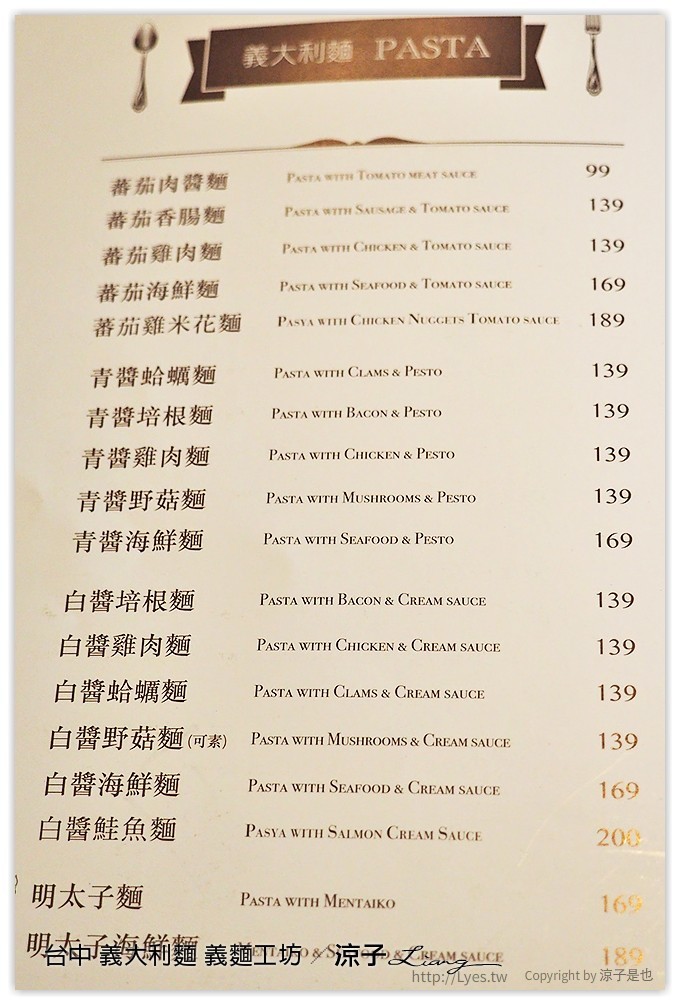 義大利麵 PASTA
蕃茄肉醬麵 PASTA WITH TOMATO MEAT SAUCE 99
蕃茄香腸麵 PASTA WITH SAUSAGE & TOMATO SAUCE 139
蕃茄雞肉麵 PASTA WITH CHICKEN & TOMATO SAUCE 139
蕃茄海鮮麵 PASTA WITH SEAFOOD & TOMATO SAUCE 169
蕃茄雞米花麵 PASYA WITH CHICKEN NUGGETS TOMATO SAUCE 189
青醬蛤蠣麵 PASTA WITH CLAMS & PESTO 139
青醬培根麵 PASTA WITH BACON & PESTO 139
青醬雞肉麵 PASTA WITH CHICKEN & PESTO 139
青醬野菇麵 PASTA WITH MUSHROOMS & PESTO 139
青醬海鮮麵 PASTA WITH SEAFOOD & PESTO 169
白醬培根麵 PASTA WITH BACON & CREAM SAUCE 139
白醬雞肉麵 PASTA WITH CHICKEN & CREAM SAUCE 139
白醬蛤蠣麵 PASTA WITH CLAMS & CREAM SAUCE 139
白醬野菇麵(可素) PASTA WITH MUSHROOMS & CREAM SAUCE 139
白醬海鮮麵 PASTA WITH SEAFOOD & CREAM SAUCE 169
白醬鮭魚麵 PASYA WITH SALMON CREAM SAUCE 200
明太子麵 PASTA WITH MENTAIKO 169
明太子海鮮麵 MENTAIKO & SEAFOOD & CREAM SAUCE 189
台中 義大利麵 義麵工坊 / 涼子 Liang
http://Lyes.tw Copyright by 涼子是也